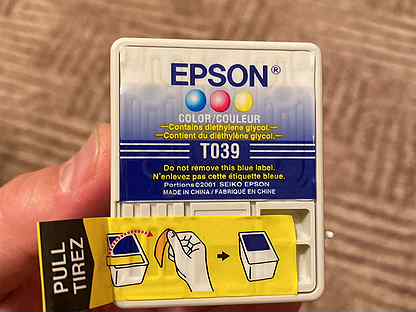 EPSON®
COLOR/COULEUR
—Contains diethylene glycol.—
—Contient du diéthylène glycol.—
T039
Do not remove this blue label.
N'enlevez pas cette étiquette bleue.
Portions©2001 SEIKO EPSON
MADE IN CHINA / FABRIQUÉ EN CHINE
PULL
TIREZ